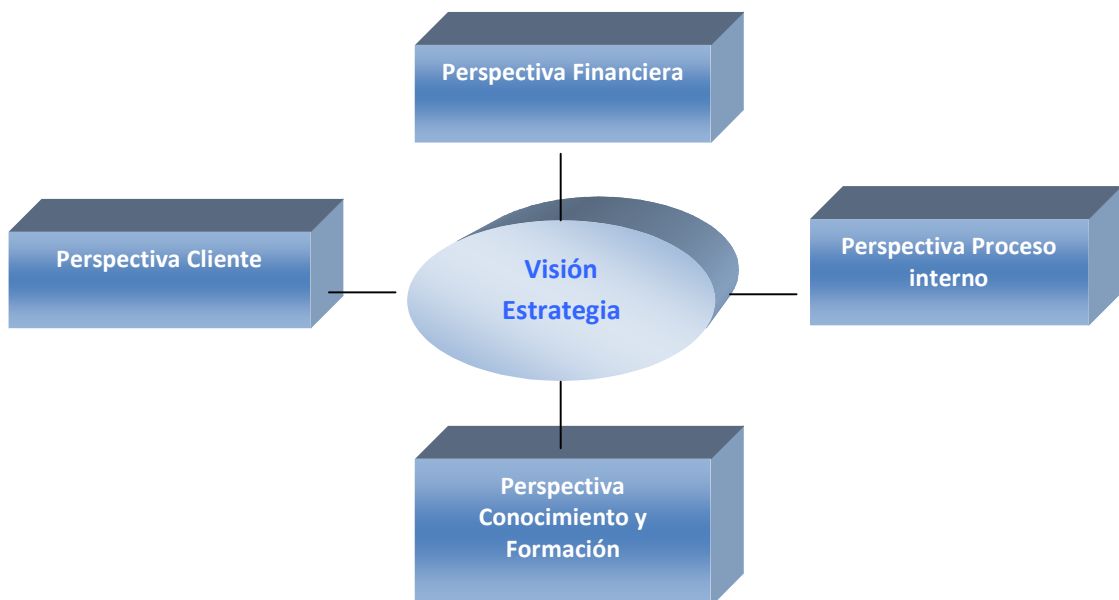 Perspectiva Financiera
Perspectiva Cliente
Visión
Estrategia
Perspectiva Proceso
interno
Perspectiva
Conocimiento y
Formación